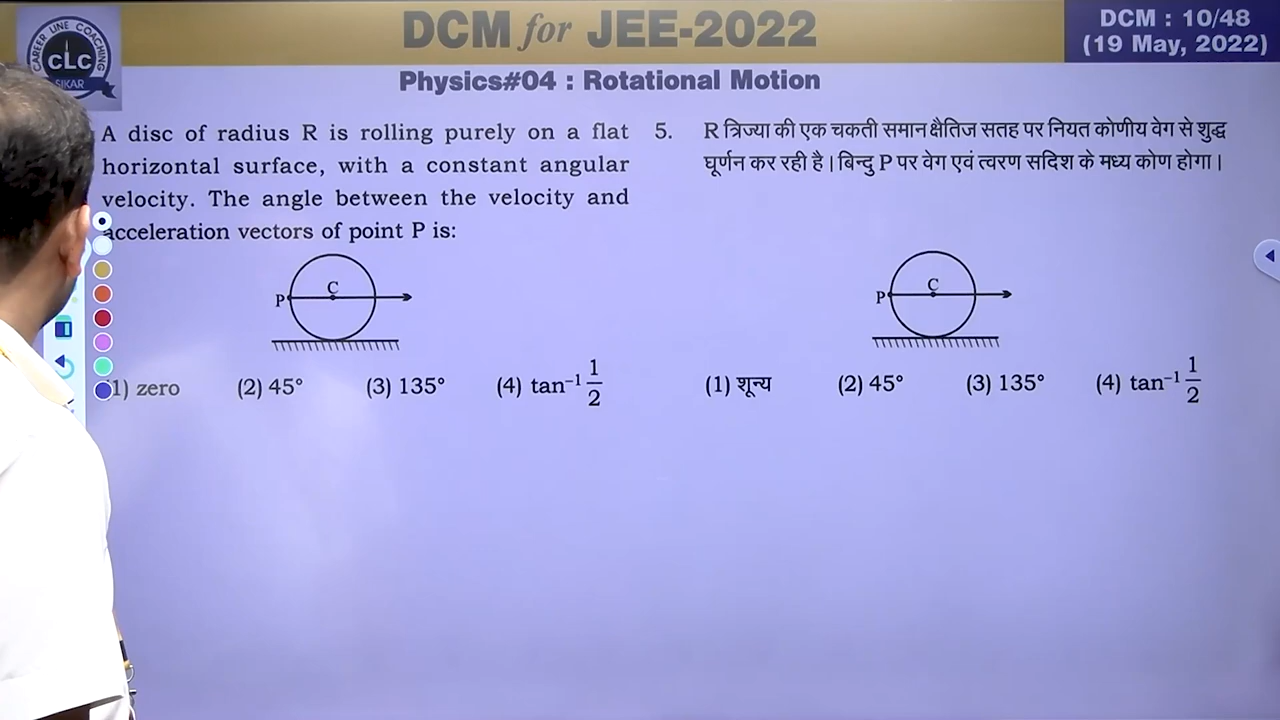 DCM for JEE-2022
DCM : 10/48
(19 May, 2022)
CAREER LINE COACHING
CLC
SIKAR
Physics#04 : Rotational Motion
A disc of radius R is rolling purely on a flat
horizontal surface, with a constant angular
velocity. The angle between the velocity and
acceleration vectors of point P is:
P C
(1) zero (2) 45° (3) 135° (4) tan⁻¹ 1/2
5. R त्रिज्या की एक चकती समान क्षैतिज सतह पर नियत कोणीय वेग से शुद्ध
घूर्णन कर रही है। बिन्दु P पर वेग एवं त्वरण सदिश के मध्य कोण होगा।
P C
(1) शून्य (2) 45° (3) 135° (4) tan⁻¹ 1/2